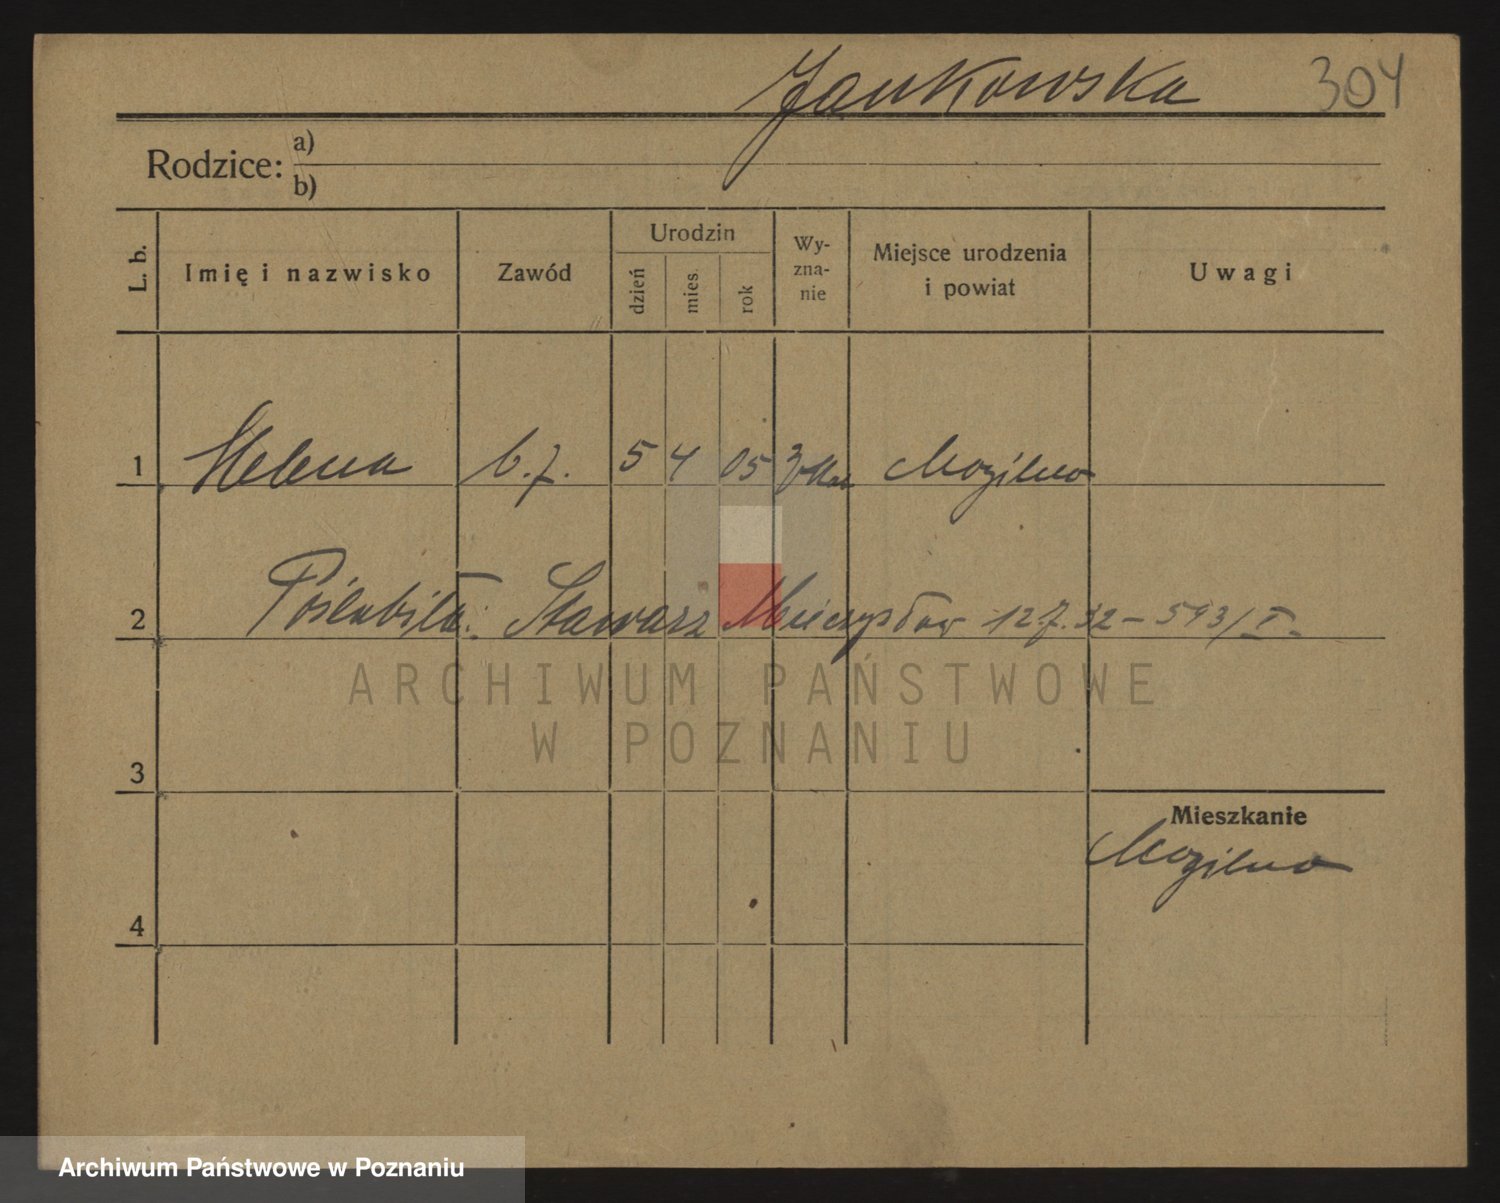 Jankowska 304
Rodzice: a)
b)
L. b.
Imię i nazwisko
Zawód
Urodzin
dzień
mies.
rok
Wy-
zna-
nie
Miejsce urodzenia
i powiat
Uwagi
1 Helena b. z. 5 4 05 Mogilno
2 Poślubiła: Stawarz Mieczysław 12.7.32 – 593/I.
ARCHIWUM PAŃSTWOWE
W POZNANIU
3
Mieszkanie
Mogilno
4
Archiwum Państwowe w Poznaniu